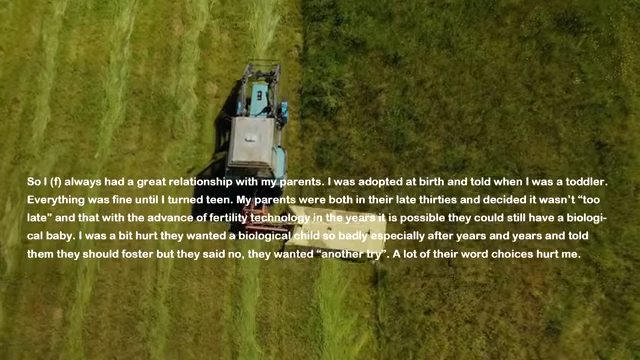 So I (f) always had a great relationship with my parents. I was adopted at birth and told when I was a toddler.
Everything was fine until I turned teen. My parents were both in their late thirties and decided it wasn't “too
late” and that with the advance of fertility technology in the years it is possible they could still have a biologi-
cal baby. I was a bit hurt they wanted a biological child so badly especially after years and years and told
them they should foster but they said no, they wanted “another try”. A lot of their word choices hurt me.